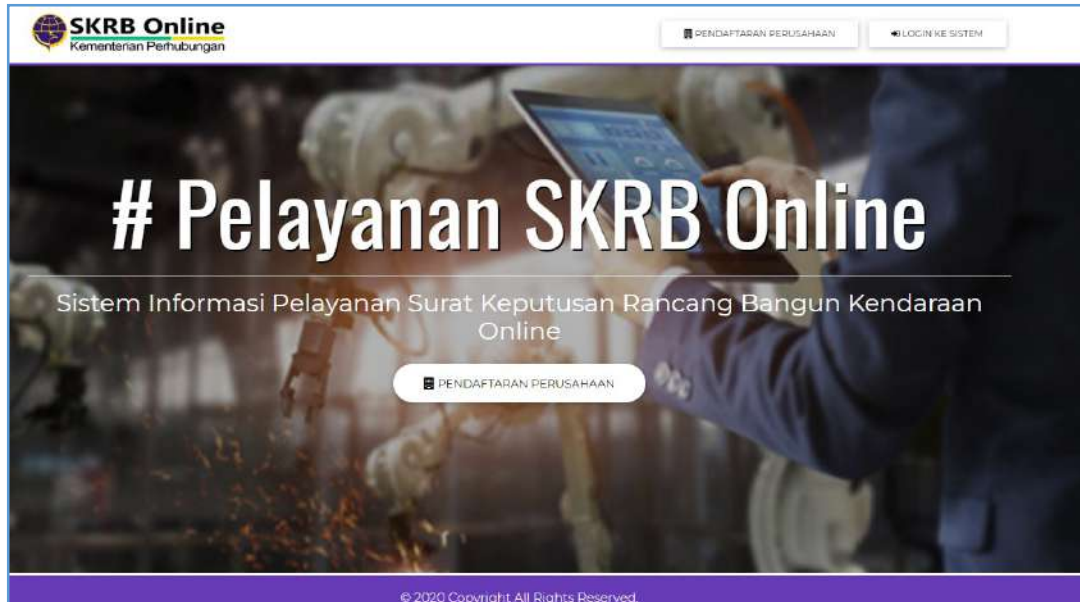 SKRB Online
Kementerian Perhubungan
PENDAFTARAN PERUSAHAAN
LOGIN KE SISTEM
# Pelayanan SKRB Online
Sistem Informasi Pelayanan Surat Keputusan Rancang Bangun Kendaraan
Online
PENDAFTARAN PERUSAHAAN
© 2020 Copyright All Rights Reserved.